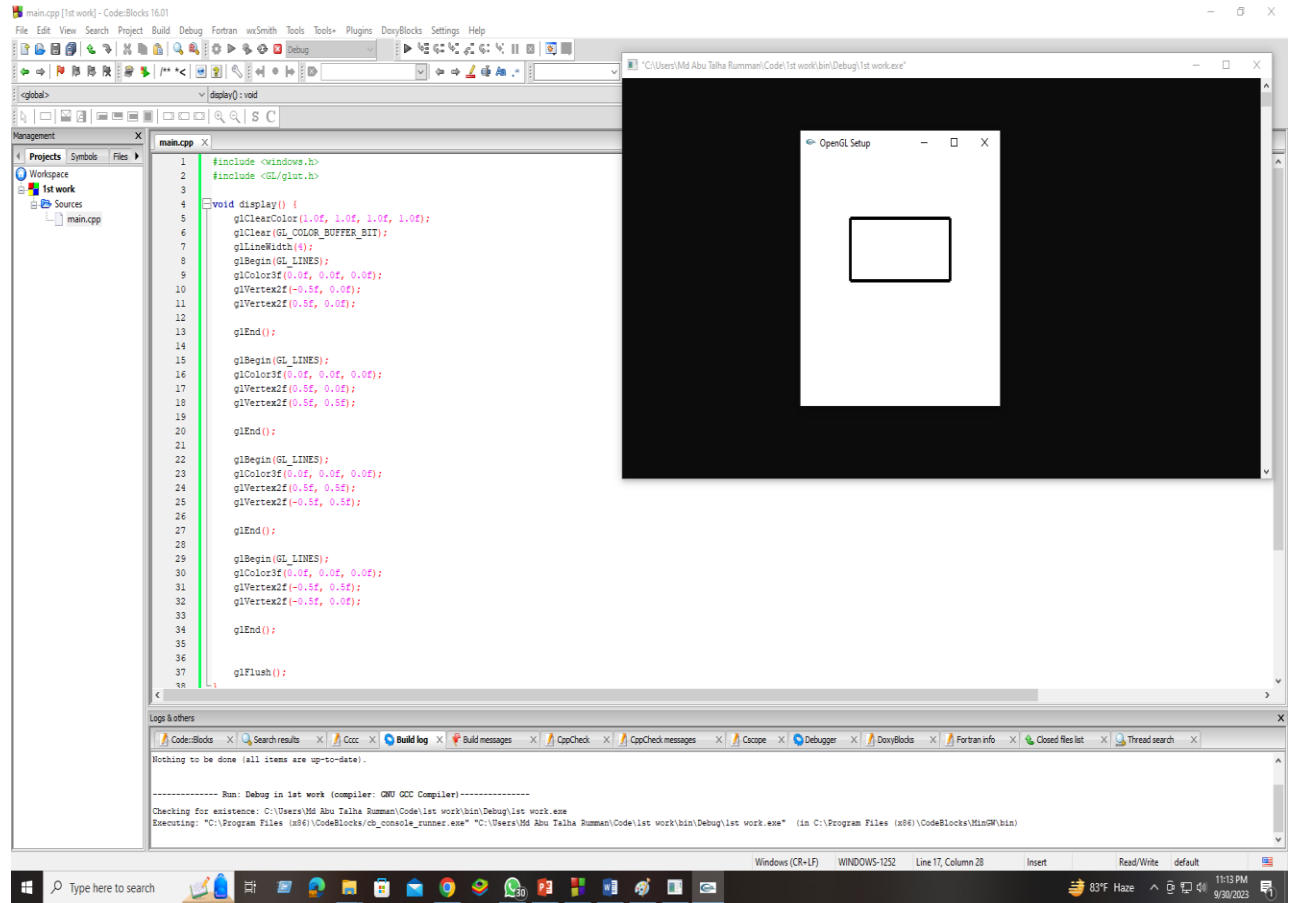 main.cpp [1st work] - Code::Blocks 16.01
File Edit View Search Project Build Debug Fortran wxSmith Tools Tools+ Plugins DoxyBlocks Settings Help
Debug
/** *<
<global>
display() : void
S C
Management X
Projects Symbols Files
Workspace
1st work
Sources
main.cpp
main.cpp X
1 #include <windows.h>
2 #include <GL/glut.h>
3
4 void display() {
5 glClearColor(1.0f, 1.0f, 1.0f, 1.0f);
6 glClear(GL_COLOR_BUFFER_BIT);
7 glLineWidth(4);
8 glBegin(GL_LINES);
9 glColor3f(0.0f, 0.0f, 0.0f);
10 glVertex2f(-0.5f, 0.0f);
11 glVertex2f(0.5f, 0.0f);
12
13 glEnd();
14
15 glBegin(GL_LINES);
16 glColor3f(0.0f, 0.0f, 0.0f);
17 glVertex2f(0.5f, 0.0f);
18 glVertex2f(0.5f, 0.5f);
19
20 glEnd();
21
22 glBegin(GL_LINES);
23 glColor3f(0.0f, 0.0f, 0.0f);
24 glVertex2f(0.5f, 0.5f);
25 glVertex2f(-0.5f, 0.5f);
26
27 glEnd();
28
29 glBegin(GL_LINES);
30 glColor3f(0.0f, 0.0f, 0.0f);
31 glVertex2f(-0.5f, 0.5f);
32 glVertex2f(-0.5f, 0.0f);
33
34 glEnd();
35
36
37 glFlush();
38 }
"C:\Users\Md Abu Talha Rumman\Code\1st work\bin\Debug\1st work.exe"
OpenGL Setup
Logs & others X
Code::Blocks X Search results X Cccc X Build log X Build messages X CppCheck X CppCheck messages X Cscope X Debugger X DoxyBlocks X Fortran info X Closed files list X Thread search X
Nothing to be done (all items are up-to-date).
-------------- Run: Debug in 1st work (compiler: GNU GCC Compiler)---------------
Checking for existence: C:\Users\Md Abu Talha Rumman\Code\1st work\bin\Debug\1st work.exe
Executing: "C:\Program Files (x86)\CodeBlocks/cb_console_runner.exe" "C:\Users\Md Abu Talha Rumman\Code\1st work\bin\Debug\1st work.exe" (in C:\Program Files (x86)\CodeBlocks\MinGW\bin)
Windows (CR+LF) WINDOWS-1252 Line 17, Column 28 Insert Read/Write default
Type here to search
30
83°F Haze
11:13 PM
9/30/2023
1